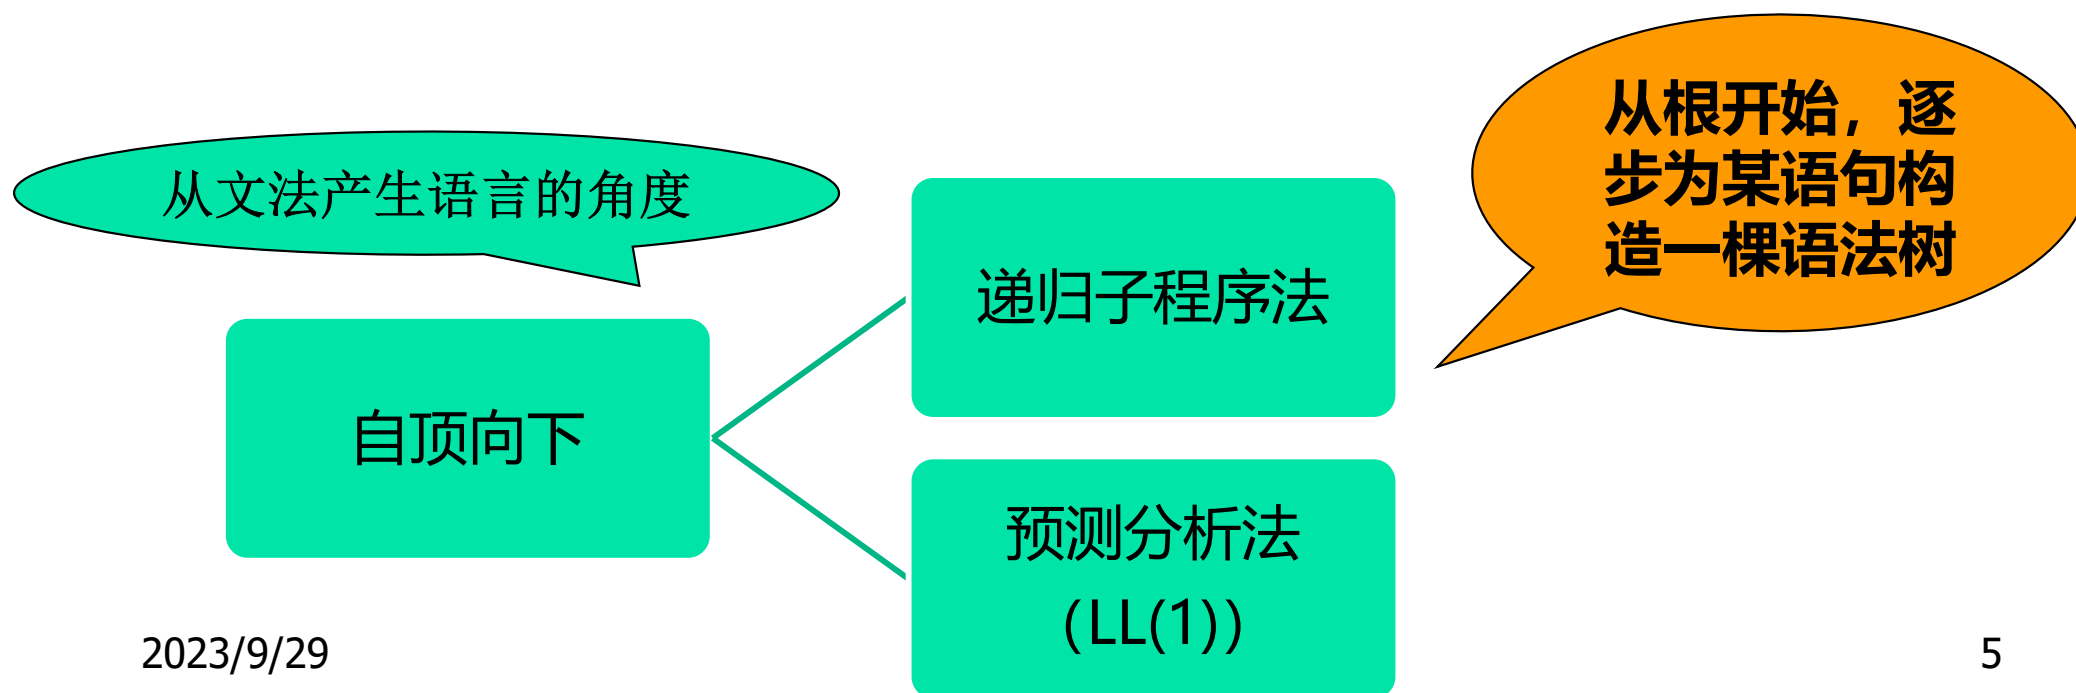 从文法产生语言的角度
从根开始，逐
步为某语句构
造一棵语法树
自顶向下
递归子程序法
预测分析法
(LL(1))
2023/9/29
5